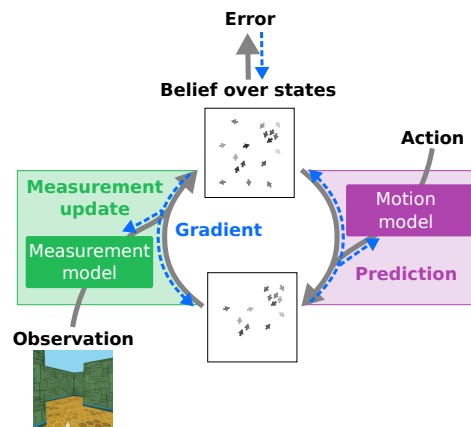 Error
Belief over states
Action
Measurement
update
Gradient
Motion
model
Measurement
model
Prediction
Observation